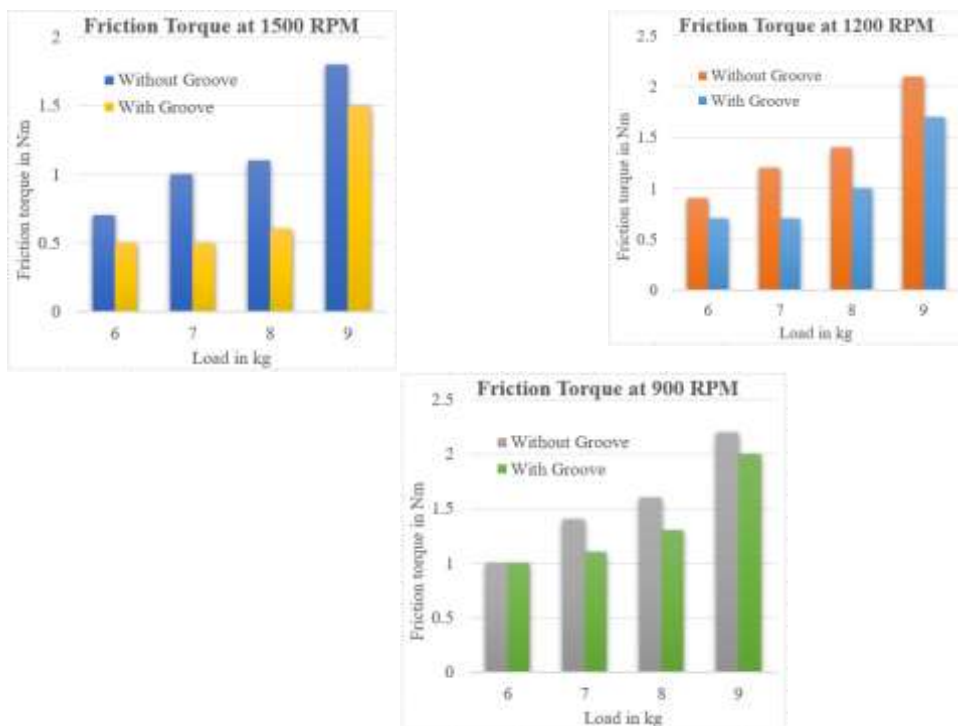 Friction Torque at 1500 RPM
2
1.5
1
0.5
0
Friction torque in Nm
Without Groove
With Groove
6 7 8 9
Load in kg
Friction Torque at 1200 RPM
2.5
2
1.5
1
0.5
0
Friction torque in Nm
Without Groove
With Groove
6 7 8 9
Load in kg
Friction Torque at 900 RPM
2.5
2
1.5
1
0.5
0
Friction torque in Nm
Without Groove
With Groove
6 7 8 9
Load in kg